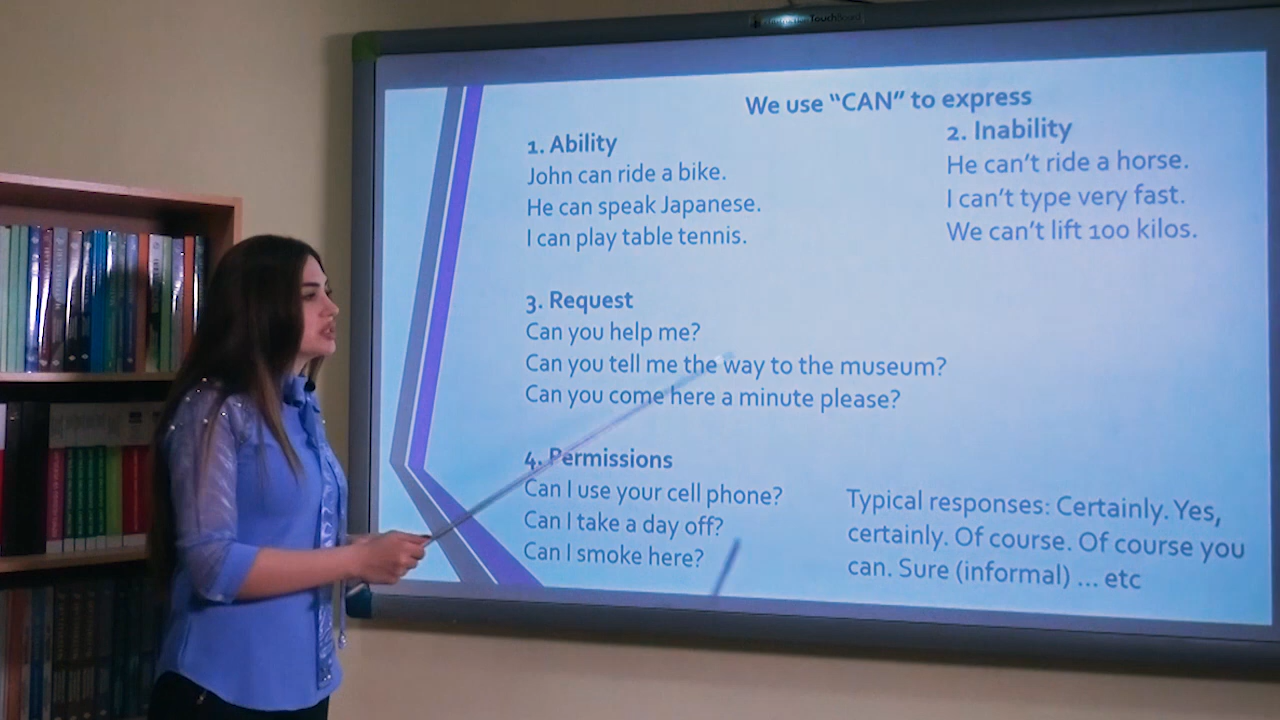 TouchBoard
We use “CAN” to express
1. Ability
John can ride a bike.
He can speak Japanese.
I can play table tennis.
2. Inability
He can’t ride a horse.
I can’t type very fast.
We can’t lift 100 kilos.
3. Request
Can you help me?
Can you tell me the way to the museum?
Can you come here a minute please?
4. Permissions
Can I use your cell phone?
Can I take a day off?
Can I smoke here?
Typical responses: Certainly. Yes,
certainly. Of course. Of course you
can. Sure (informal) ... etc